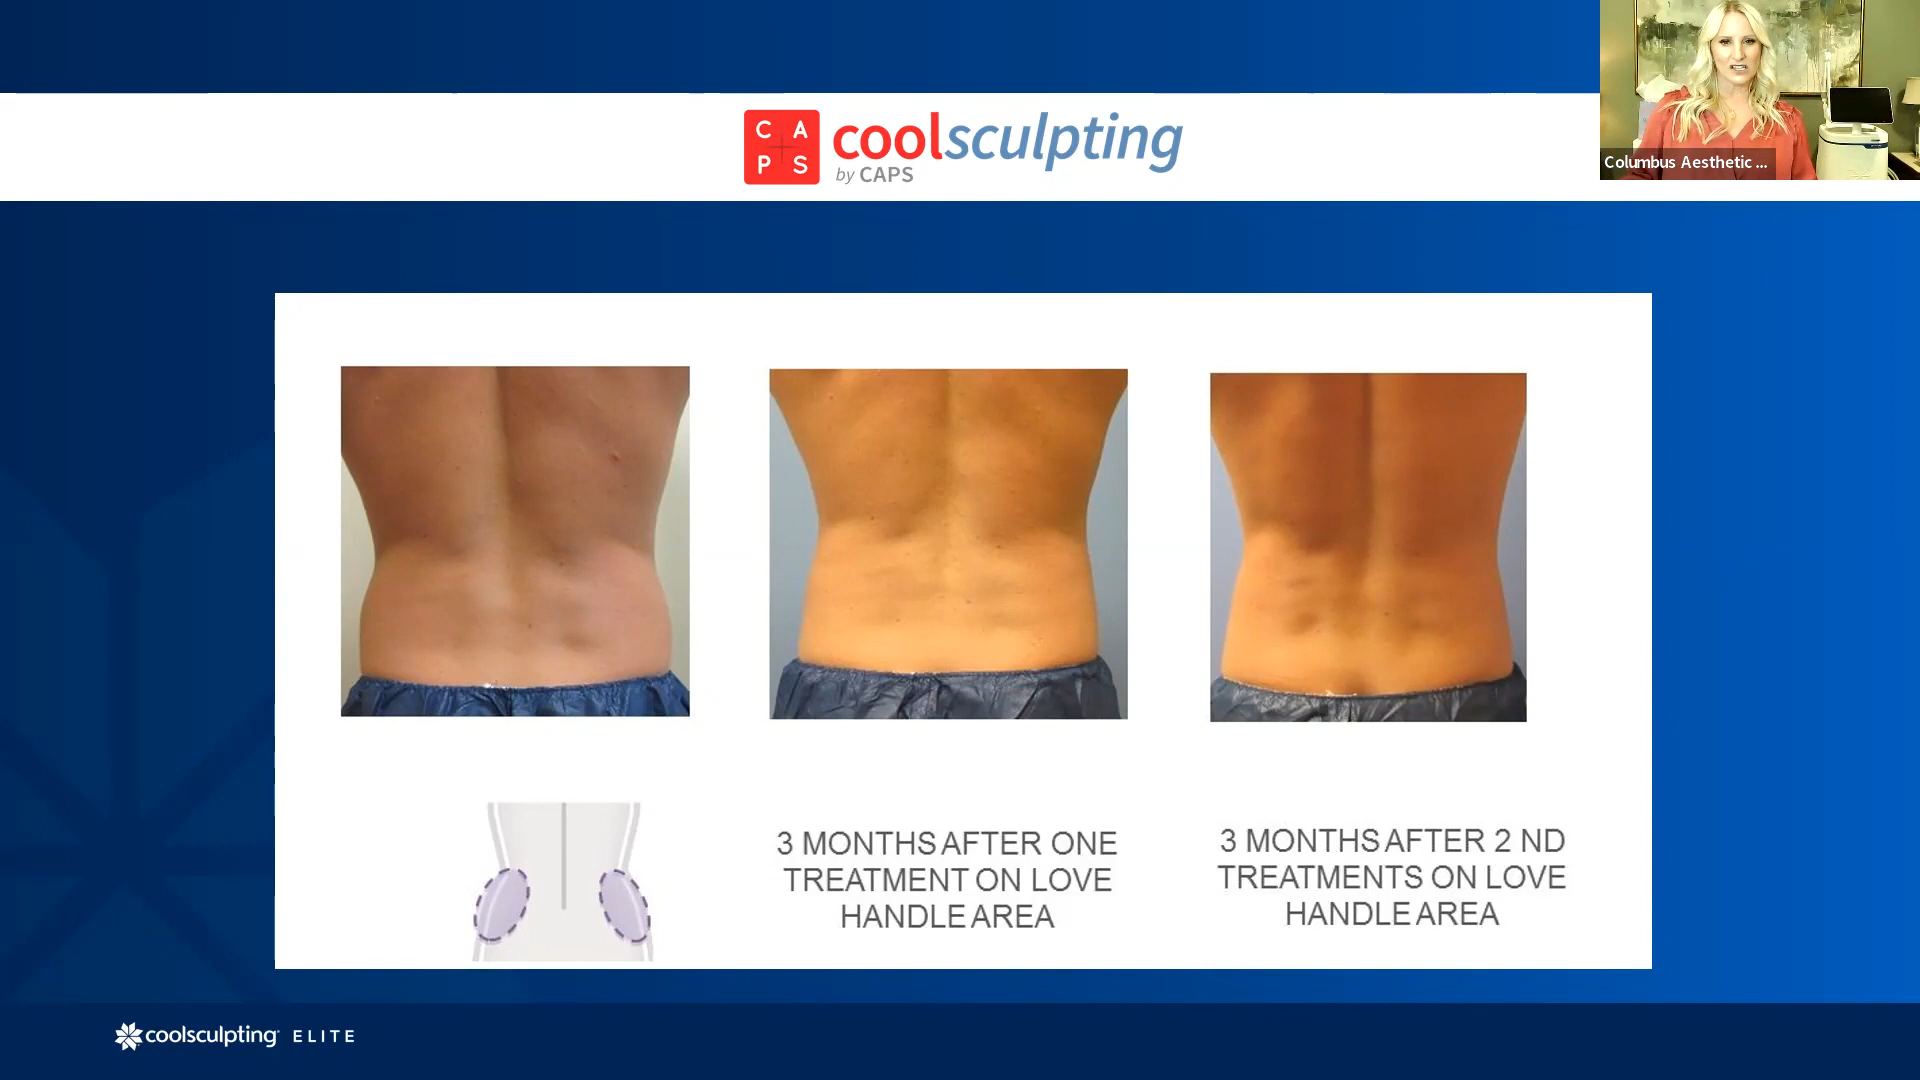 C A
P S
coolsculpting
by CAPS
Columbus Aesthetic ...
3 MONTHS AFTER ONE
TREATMENT ON LOVE
HANDLE AREA
3 MONTHS AFTER 2 ND
TREATMENTS ON LOVE
HANDLE AREA
coolsculpting ELITE